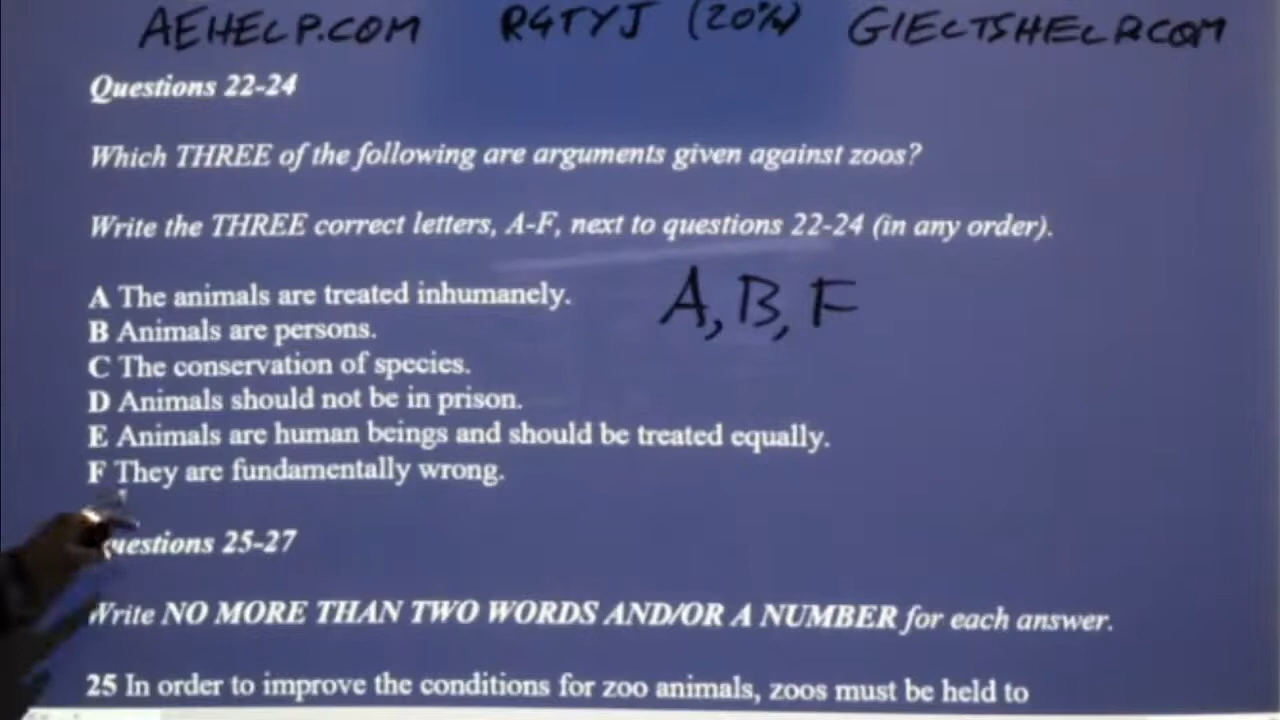 AEHELP.COM R4TYJ (20%) GIELTSHELP.COM
Questions 22-24
Which THREE of the following are arguments given against zoos?
Write the THREE correct letters, A-F, next to questions 22-24 (in any order).
A The animals are treated inhumanely.
A, B, F
B Animals are persons.
C The conservation of species.
D Animals should not be in prison.
E Animals are human beings and should be treated equally.
F They are fundamentally wrong.
Questions 25-27
Write NO MORE THAN TWO WORDS AND/OR A NUMBER for each answer.
25 In order to improve the conditions for zoo animals, zoos must be held to